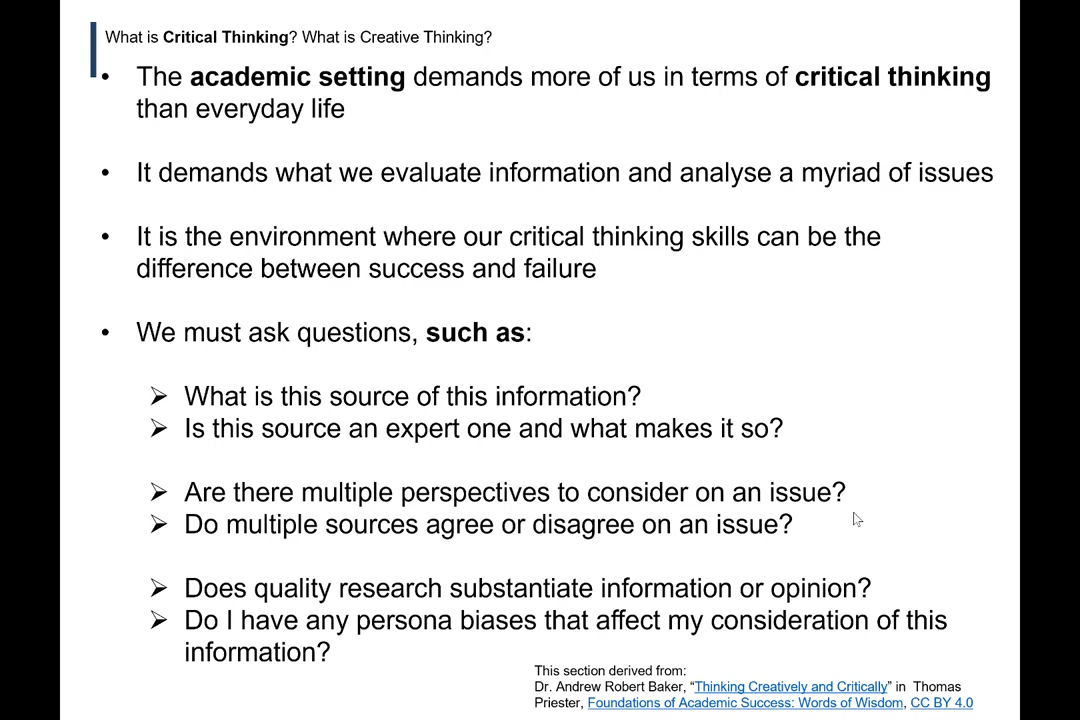 What is Critical Thinking? What is Creative Thinking?
• The academic setting demands more of us in terms of critical thinking
than everyday life
• It demands what we evaluate information and analyse a myriad of issues
• It is the environment where our critical thinking skills can be the
difference between success and failure
• We must ask questions, such as:
➢ What is this source of this information?
➢ Is this source an expert one and what makes it so?
➢ Are there multiple perspectives to consider on an issue?
➢ Do multiple sources agree or disagree on an issue?
➢ Does quality research substantiate information or opinion?
➢ Do I have any persona biases that affect my consideration of this
information?
This section derived from:
Dr. Andrew Robert Baker, “Thinking Creatively and Critically” in Thomas
Priester, Foundations of Academic Success: Words of Wisdom, CC BY 4.0